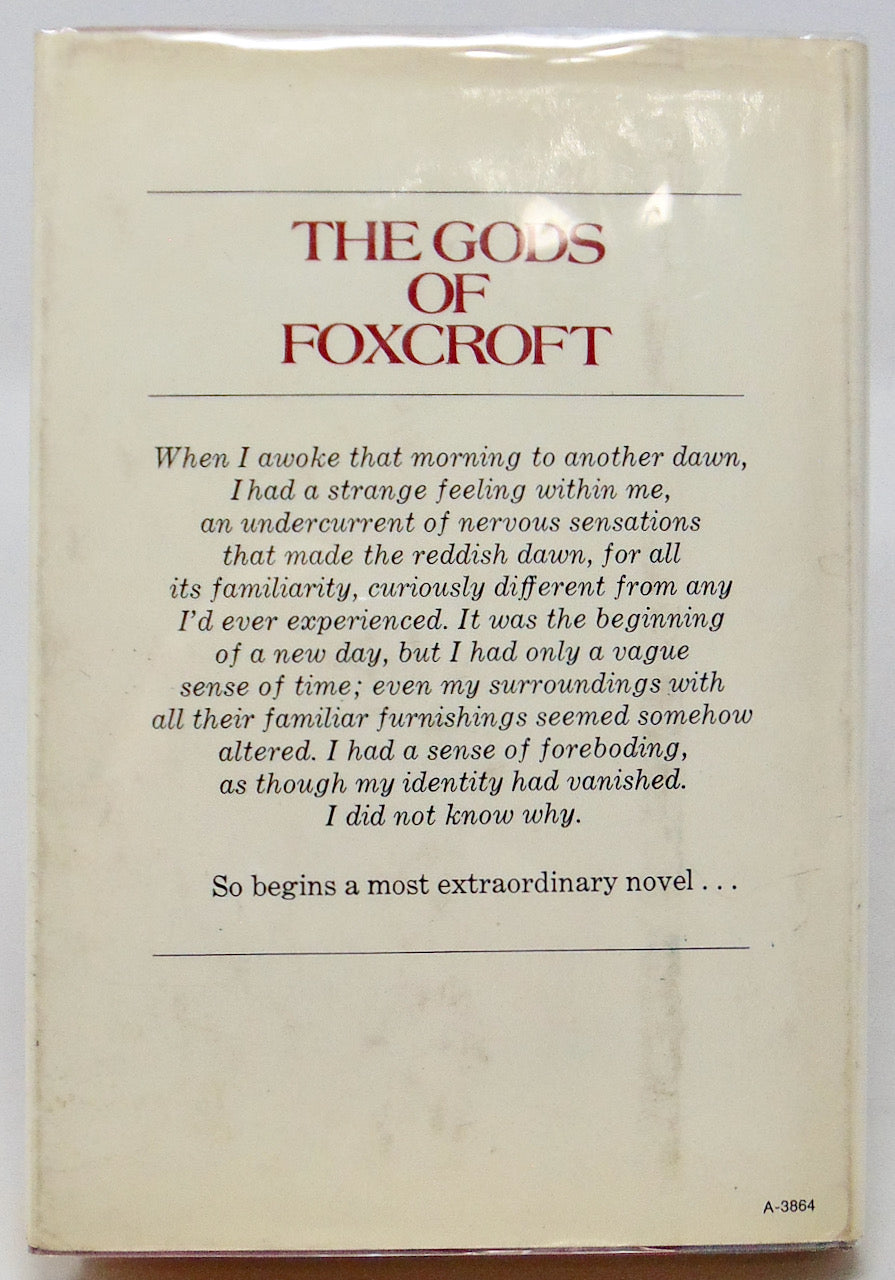 THE GODS
OF
FOXCROFT
When I awoke that morning to another dawn,
I had a strange feeling within me,
an undercurrent of nervous sensations
that made the reddish dawn, for all
its familiarity, curiously different from any
I'd ever experienced. It was the beginning
of a new day, but I had only a vague
sense of time; even my surroundings with
all their familiar furnishings seemed somehow
altered. I had a sense of foreboding,
as though my identity had vanished.
I did not know why.
So begins a most extraordinary novel . . .
A-3864